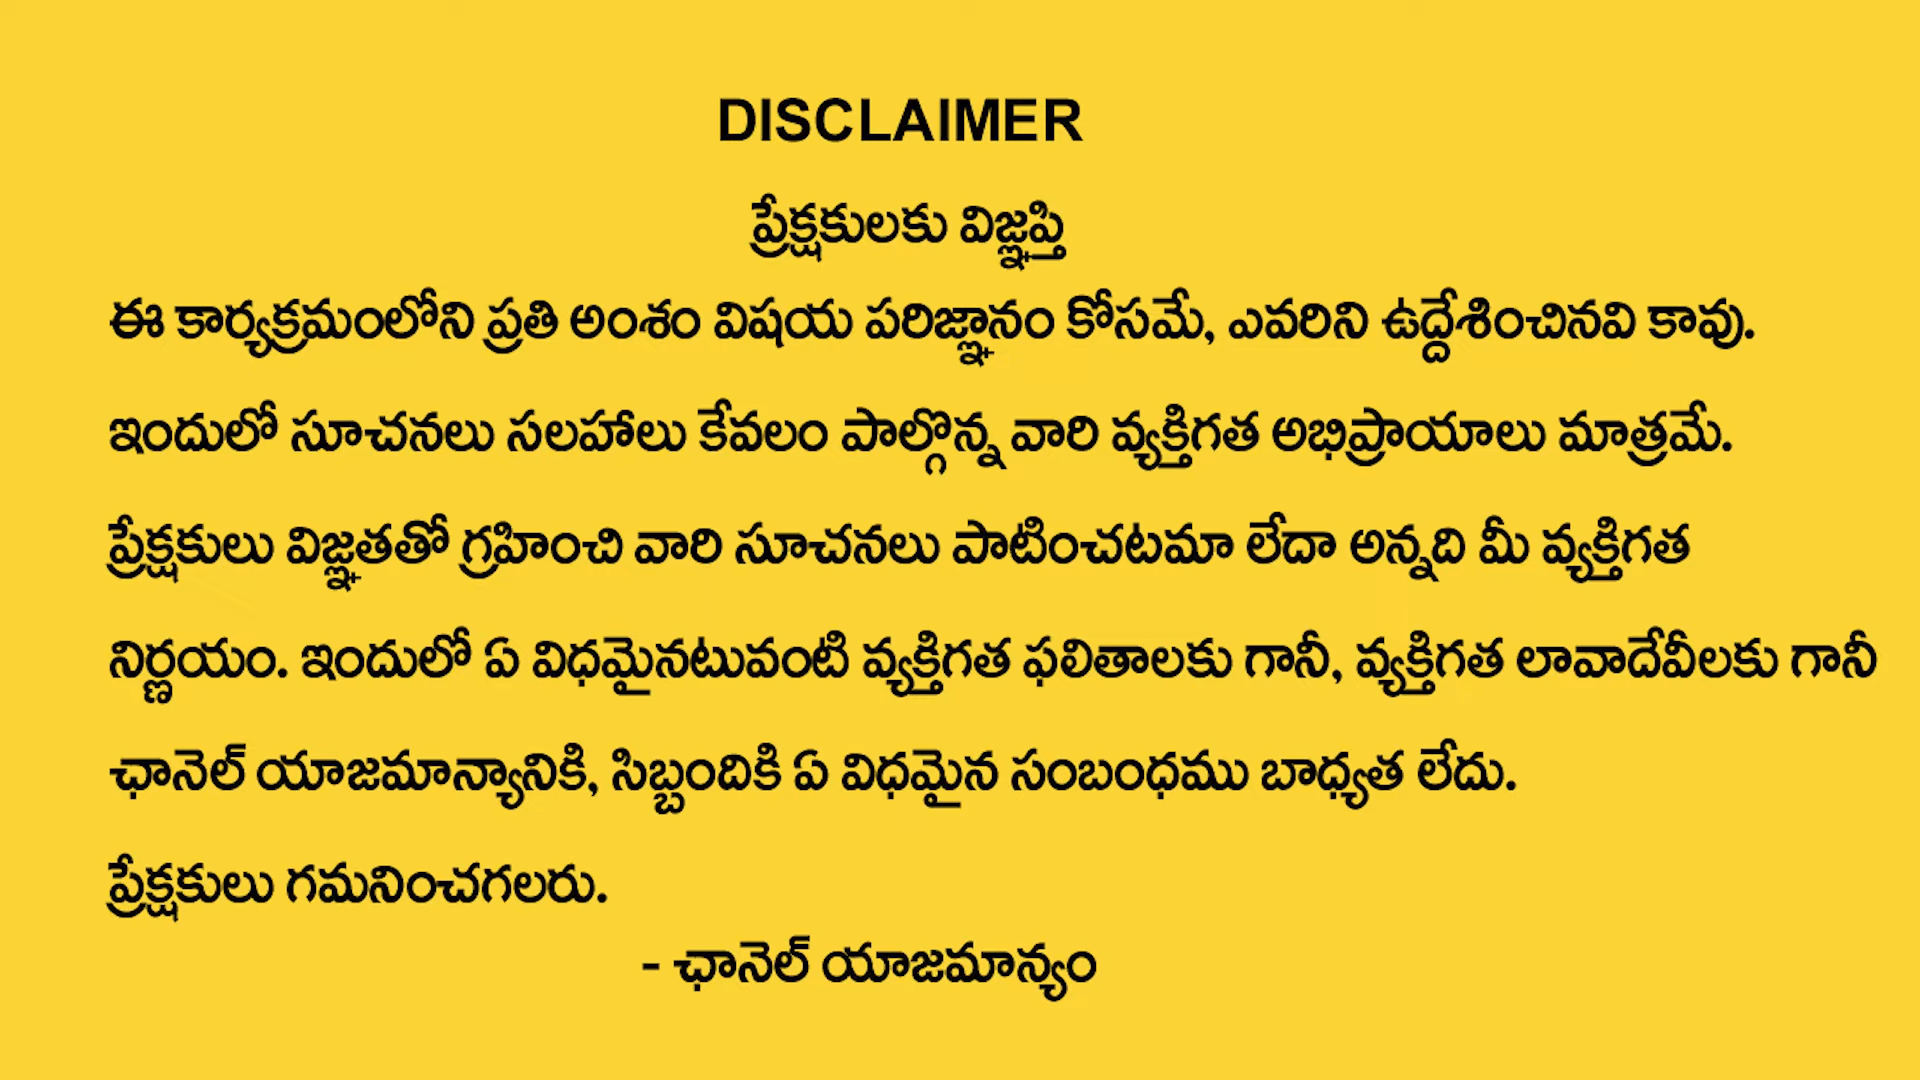 DISCLAIMER
ప్రేక్షకులకు విజ్ఞప్తి
ఈ కార్యక్రమంలోని ప్రతి అంశం విషయ పరిజ్ఞానం కోసమే, ఎవరిని ఉద్దేశించినవి కావు.
ఇందులో సూచనలు సలహాలు కేవలం పాల్గొన్న వారి వ్యక్తిగత అభిప్రాయాలు మాత్రమే.
ప్రేక్షకులు విజ్ఞతతో గ్రహించి వారి సూచనలు పాటించటమా లేదా అన్నది మీ వ్యక్తిగత
నిర్ణయం. ఇందులో ఏ విధమైనటువంటి వ్యక్తిగత ఫలితాలకు గానీ, వ్యక్తిగత లావాదేవీలకు గానీ
ఛానెల్ యాజమాన్యానికి, సిబ్బందికి ఏ విధమైన సంబంధము బాధ్యత లేదు.
ప్రేక్షకులు గమనించగలరు.
- ఛానెల్ యాజమాన్యం